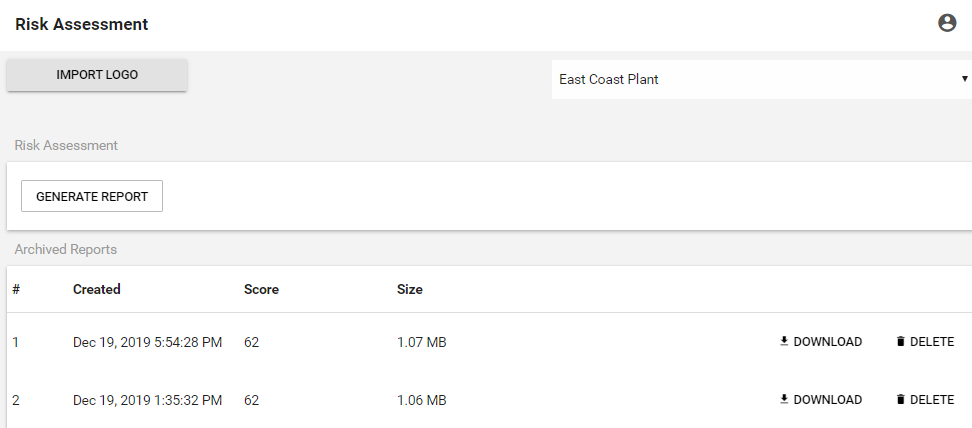 Risk Assessment
IMPORT LOGO
East Coast Plant
Risk Assessment
GENERATE REPORT
Archived Reports
# Created Score Size
1 Dec 19, 2019 5:54:28 PM 62 1.07 MB DOWNLOAD DELETE
2 Dec 19, 2019 1:35:32 PM 62 1.06 MB DOWNLOAD DELETE